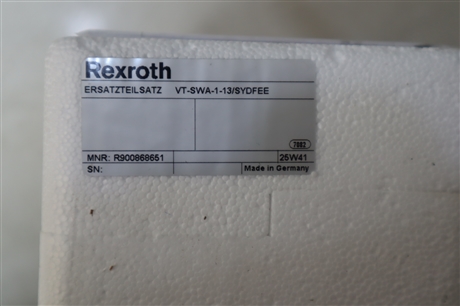 Rexroth
ERSATZTEILSATZ VT-SWA-1-13/SYDFEE
7882
MNR: R900868651 25W41
SN: Made in Germany